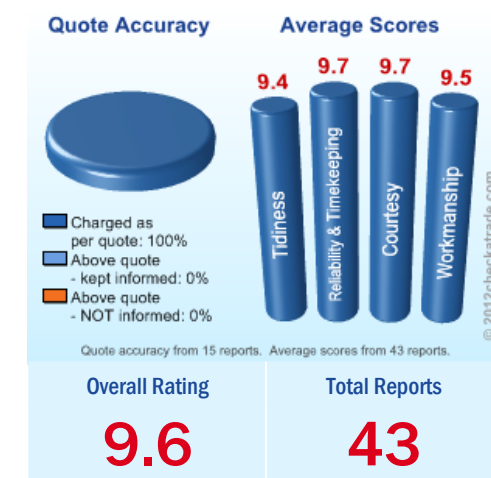 Quote Accuracy
Charged as
per quote: 100%
Above quote
- kept informed: 0%
Above quote
- NOT informed: 0%
Average Scores
9.4
9.7
9.7
9.5
Tidiness
Reliability & Timekeeping
Courtesy
Workmanship
© 2012checkatrade.com
Quote accuracy from 15 reports. Average scores from 43 reports.
Overall Rating
9.6
Total Reports
43